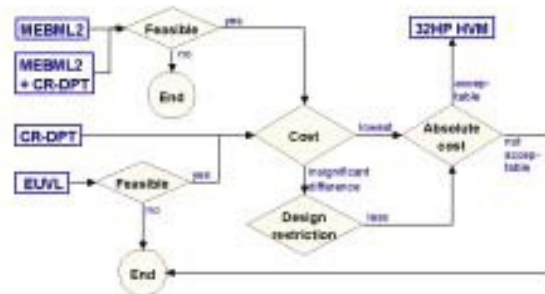 MEBML2
Feasible
yes
32HP HVM
MEBML2
+ CR-DPT
no
End
accep-
table
CR-DPT
Cost
lowest
Absolute
cost
not
accep-
table
EUVL
Feasible
yes
insignificant
difference
no
Design
restriction
less
End